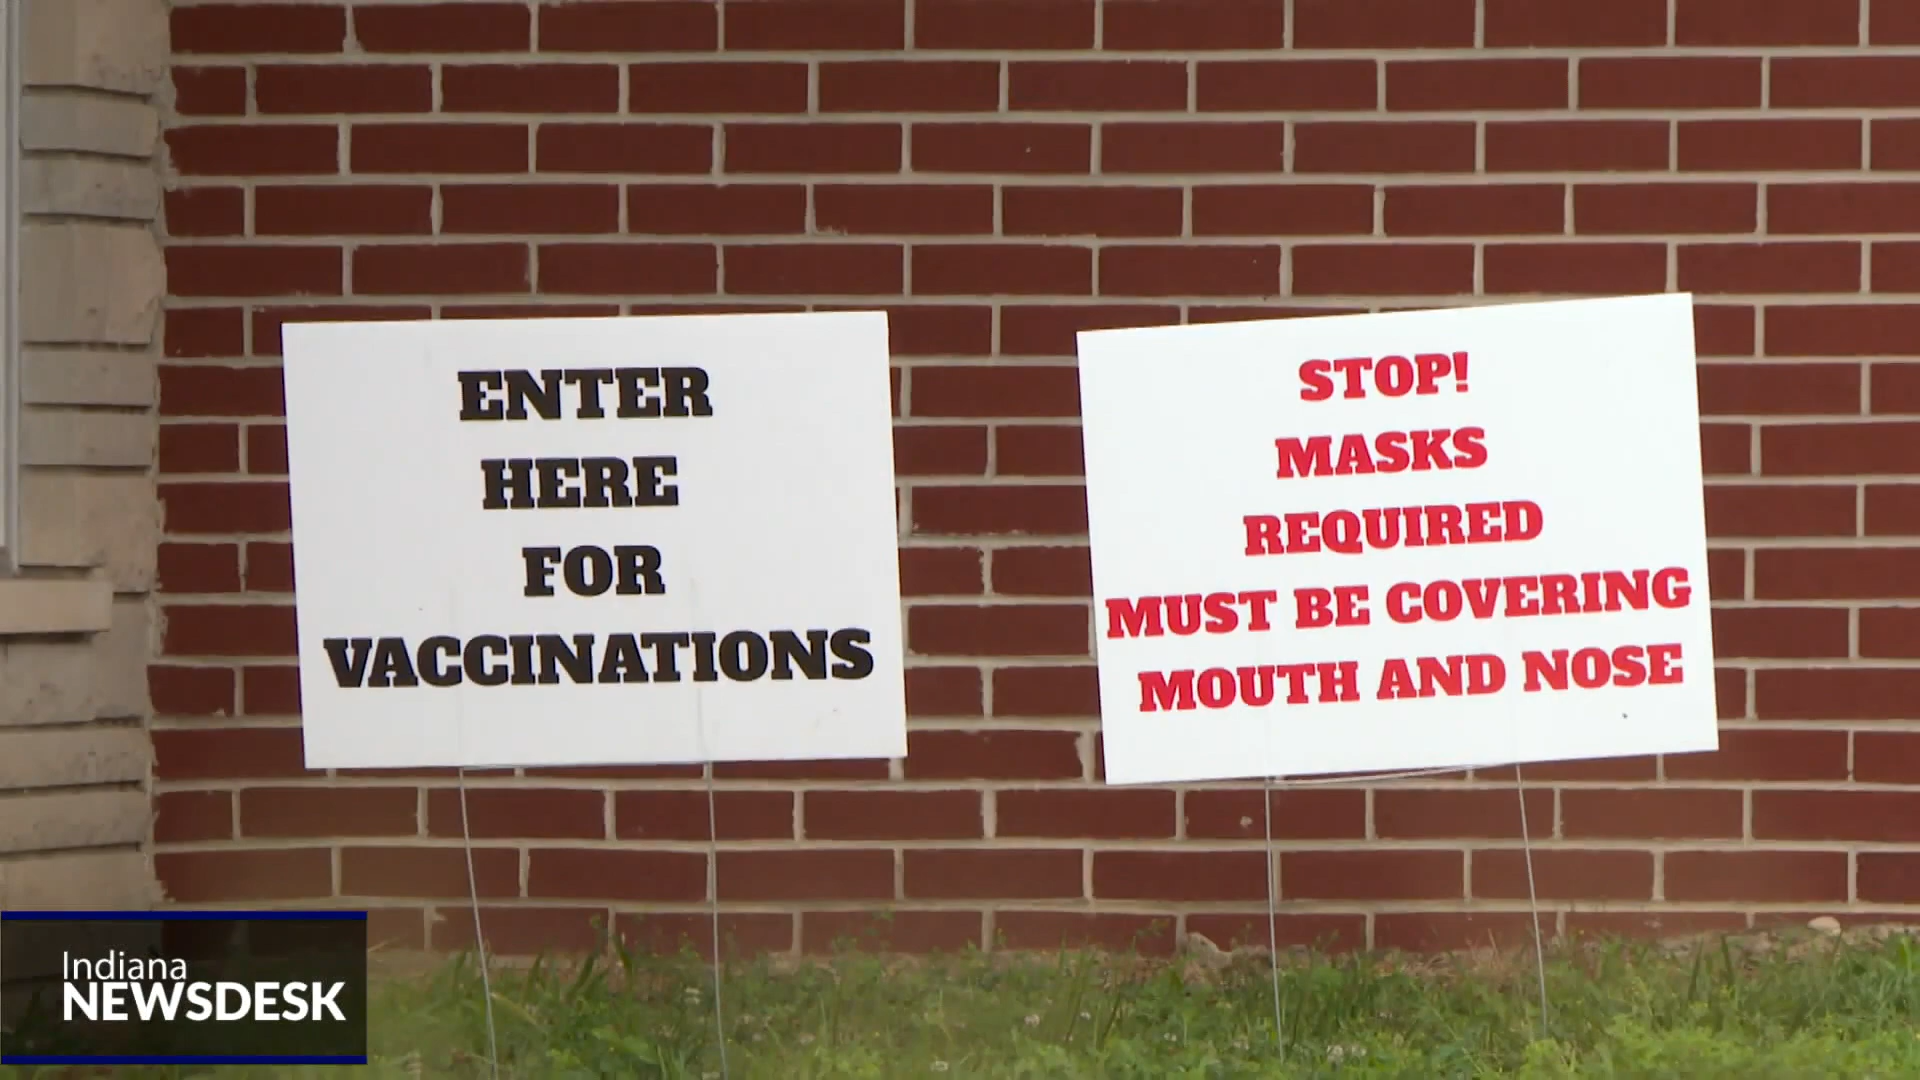 ENTER
HERE
FOR
VACCINATIONS
STOP!
MASKS
REQUIRED
MUST BE COVERING
MOUTH AND NOSE
Indiana
NEWSDESK